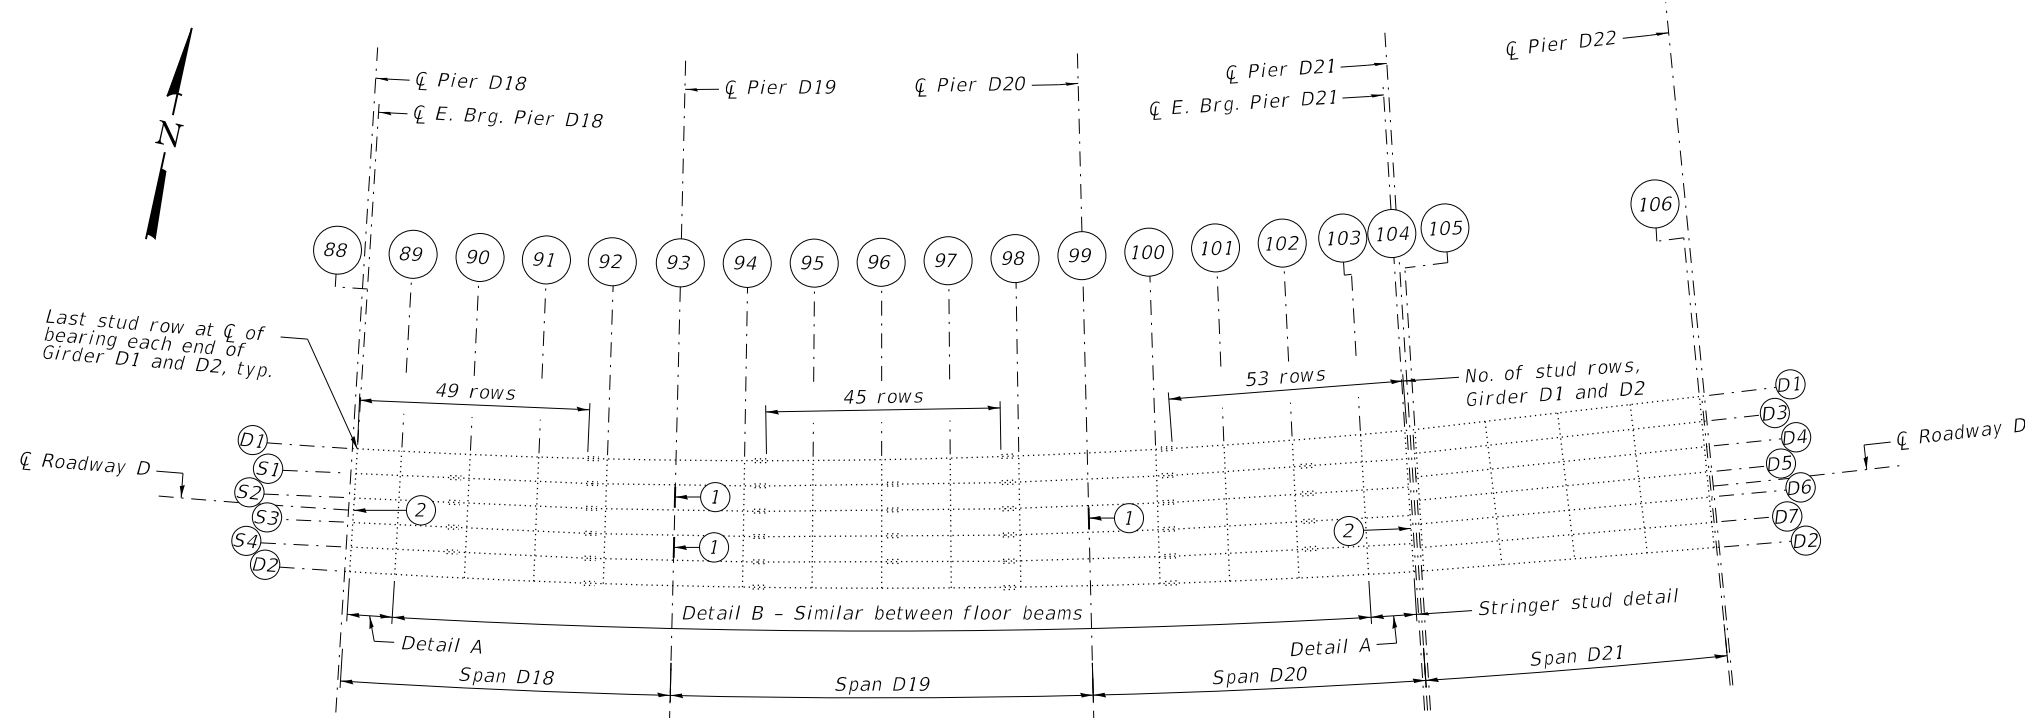 ℄ Pier D18
℄ E. Brg. Pier D18
℄ Pier D19
℄ Pier D20
℄ Pier D21
℄ E. Brg. Pier D21
℄ Pier D22
N
88
89
90
91
92
93
94
95
96
97
98
99
100
101
102
103
104
105
106
Last stud row at ℄ of
bearing each end of
Girder D1 and D2, typ.
49 rows
45 rows
53 rows
No. of stud rows,
Girder D1 and D2
D1
S1
℄ Roadway D
S2
S3
S4
D2
2
1
1
1
2
D1
D3
D4
D5
D6
D7
D2
℄ Roadway D
Detail B - Similar between floor beams
Stringer stud detail
Detail A
Detail A
Span D18
Span D19
Span D20
Span D21